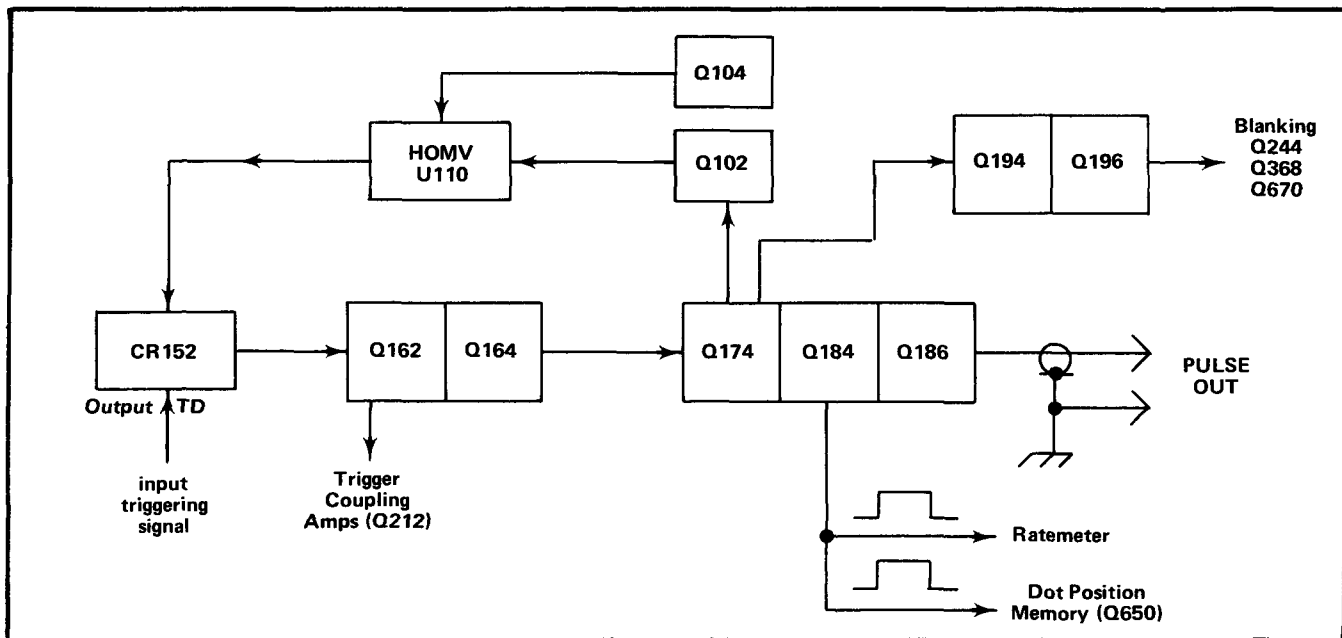 Q104
HOMV
U110
Q102
Q194
Q196
Blanking
Q244
Q368
Q670
CR152
Output TD
input
triggering
signal
Q162
Q164
Trigger
Coupling
Amps (Q212)
Q174
Q184
Q186
PULSE
OUT
Ratemeter
Dot Position
Memory (Q650)